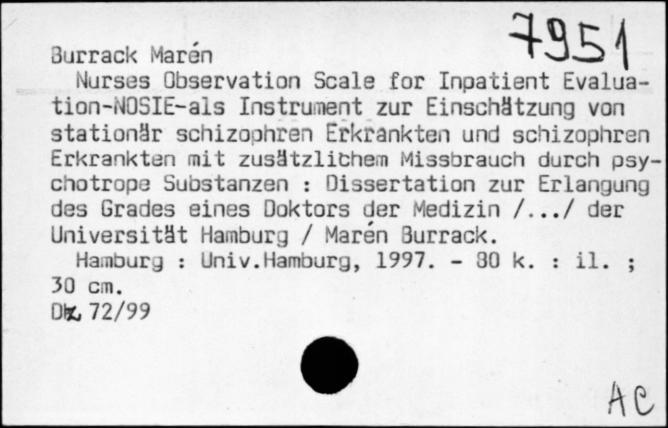 7951
Burrack Marén
Nurses Observation Scale for Inpatient Evalua-
tion-NOSIE-als Instrument zur Einschätzung von
stationär schizophren Erkrankten und schizophren
Erkrankten mit zusätzlichem Missbrauch durch psy-
chotrope Substanzen : Dissertation zur Erlangung
des Grades eines Doktors der Medizin /.../ der
Universität Hamburg / Marén Burrack.
Hamburg : Univ.Hamburg, 1997. - 80 k. : il. ;
30 cm.
Dz 72/99
AC